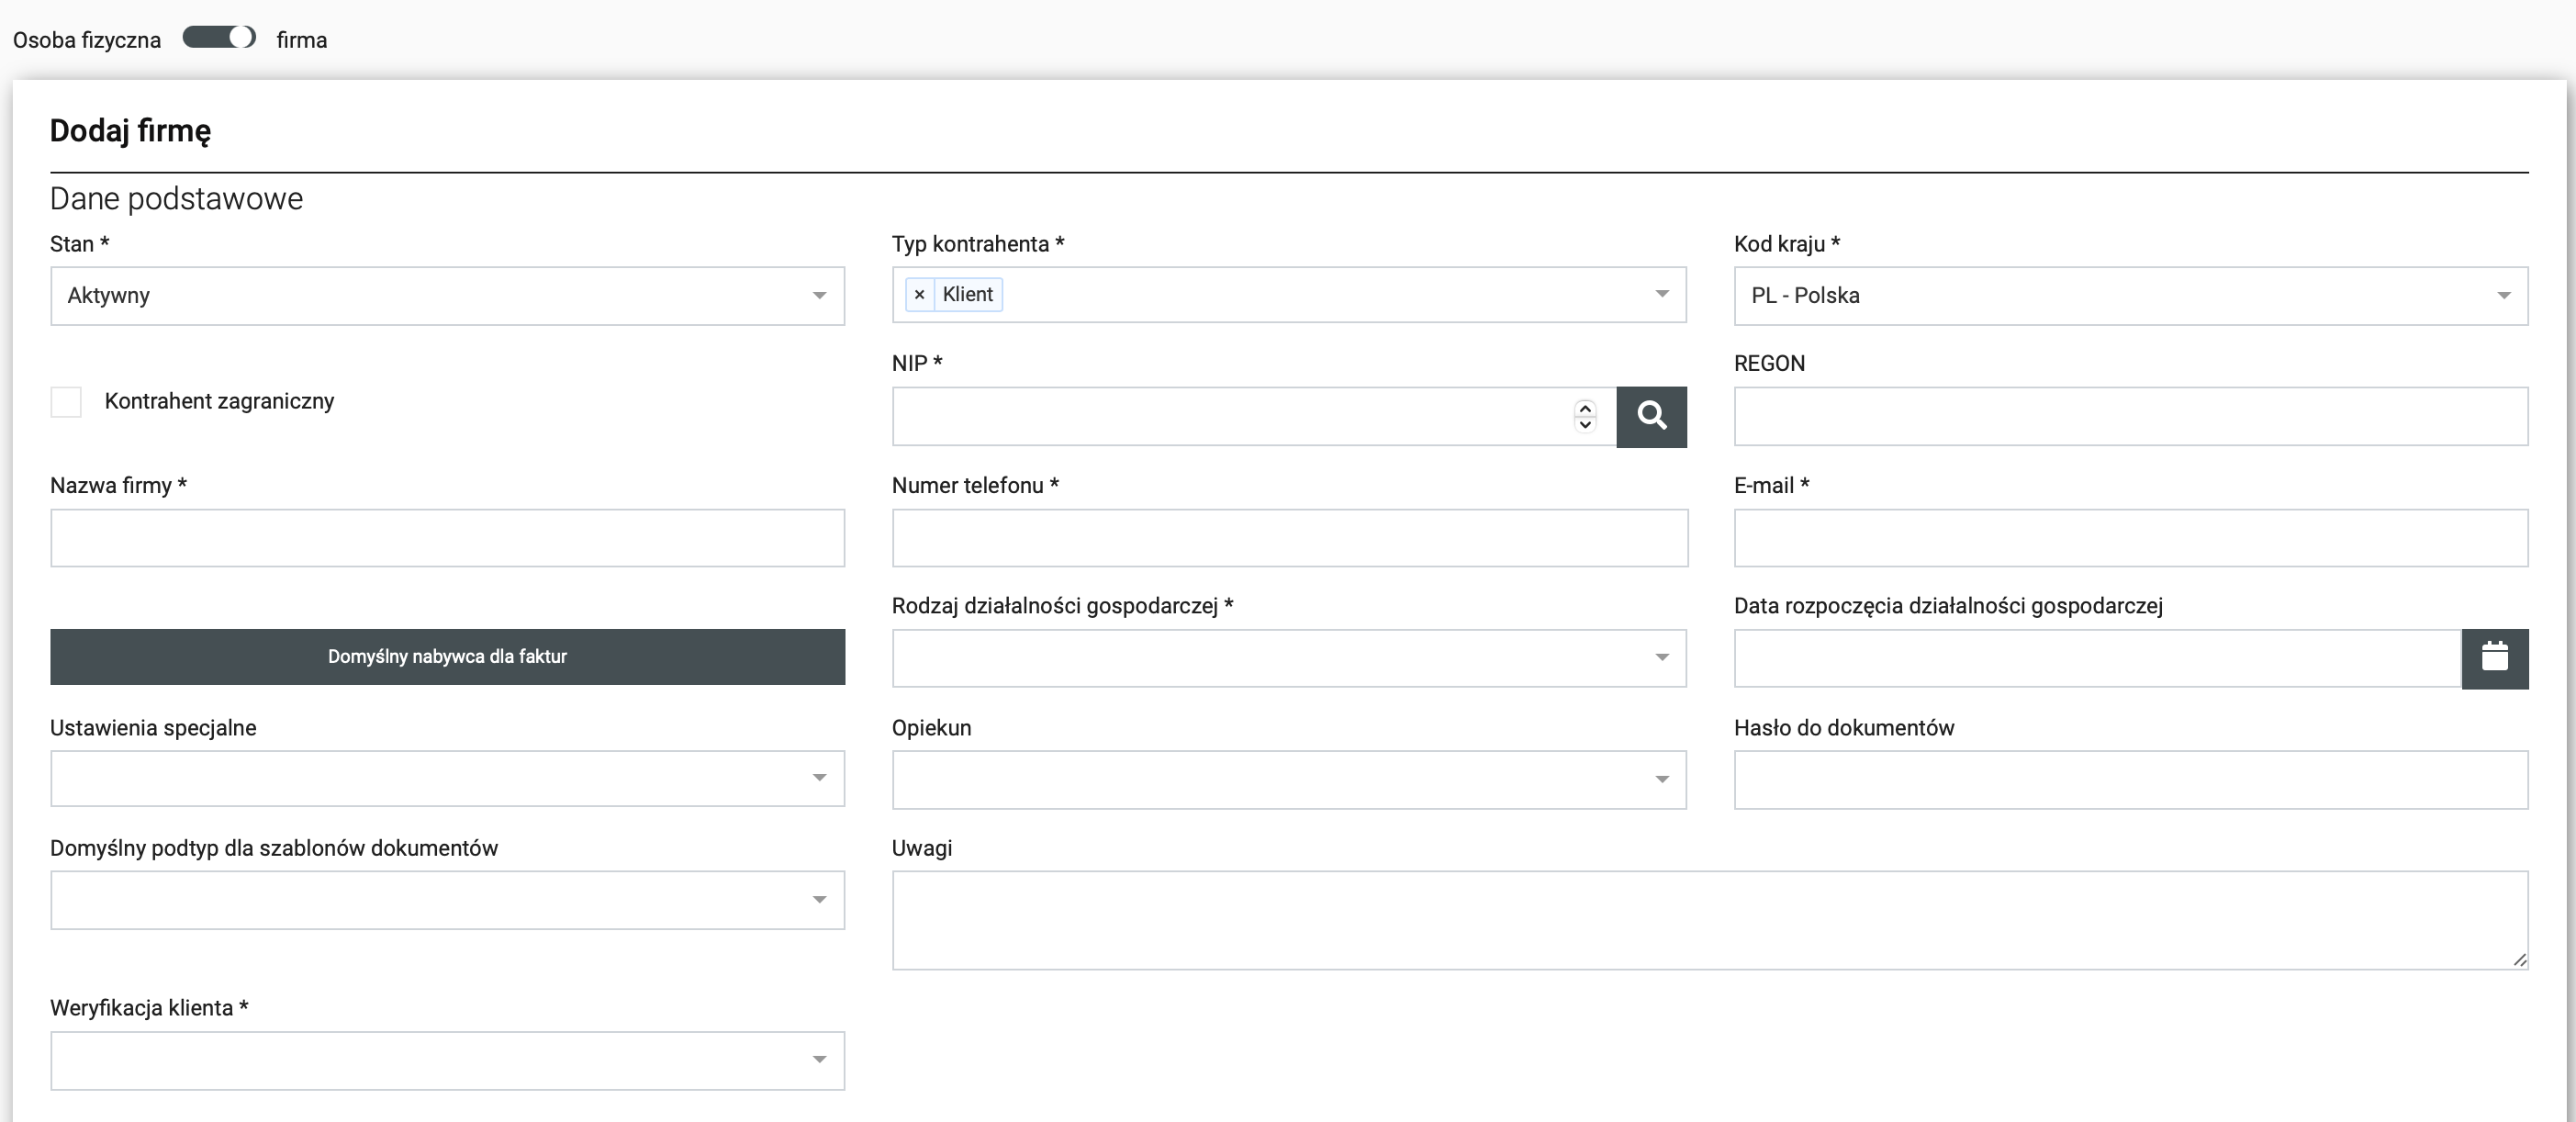 Osoba fizyczna firma
Dodaj firmę
Dane podstawowe
Stan * Typ kontrahenta * Kod kraju *
Aktywny × Klient PL - Polska
NIP * REGON
Kontrahent zagraniczny
Nazwa firmy * Numer telefonu * E-mail *
Rodzaj działalności gospodarczej * Data rozpoczęcia działalności gospodarczej
Domyślny nabywca dla faktur
Ustawienia specjalne Opiekun Hasło do dokumentów
Domyślny podtyp dla szablonów dokumentów Uwagi
Weryfikacja klienta *